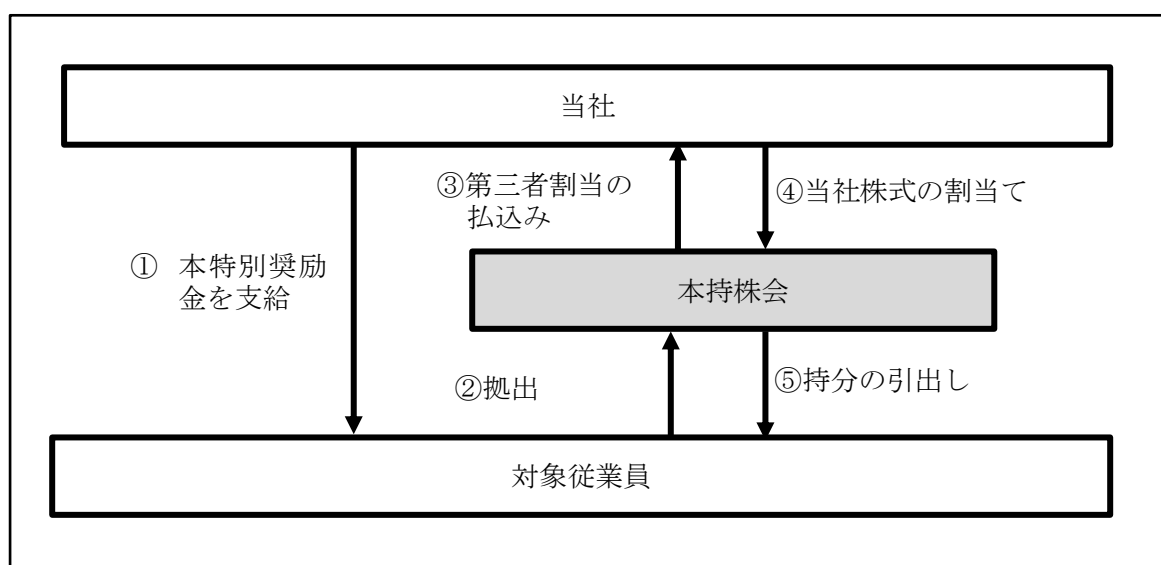 当社
③第三者割当の
払込み
④当社株式の割当て
① 本特別奨励
金を支給
本持株会
②拠出
⑤持分の引出し
対象従業員